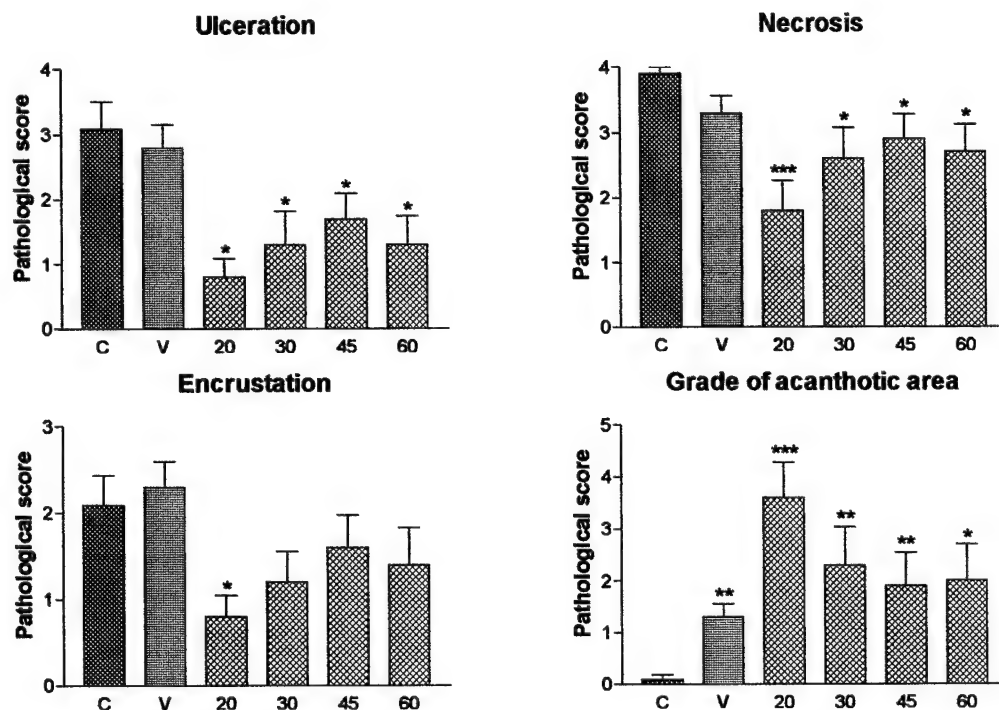 Ulceration
Pathological score
4
3
2
1
0
* * * *
C V 20 30 45 60
Necrosis
Pathological score
4
3
2
1
0
*** * * *
C V 20 30 45 60
Encrustation
Pathological score
3
2
1
0
*
C V 20 30 45 60
Grade of acanthotic area
Pathological score
5
4
3
2
1
0
** *** ** ** *
C V 20 30 45 60